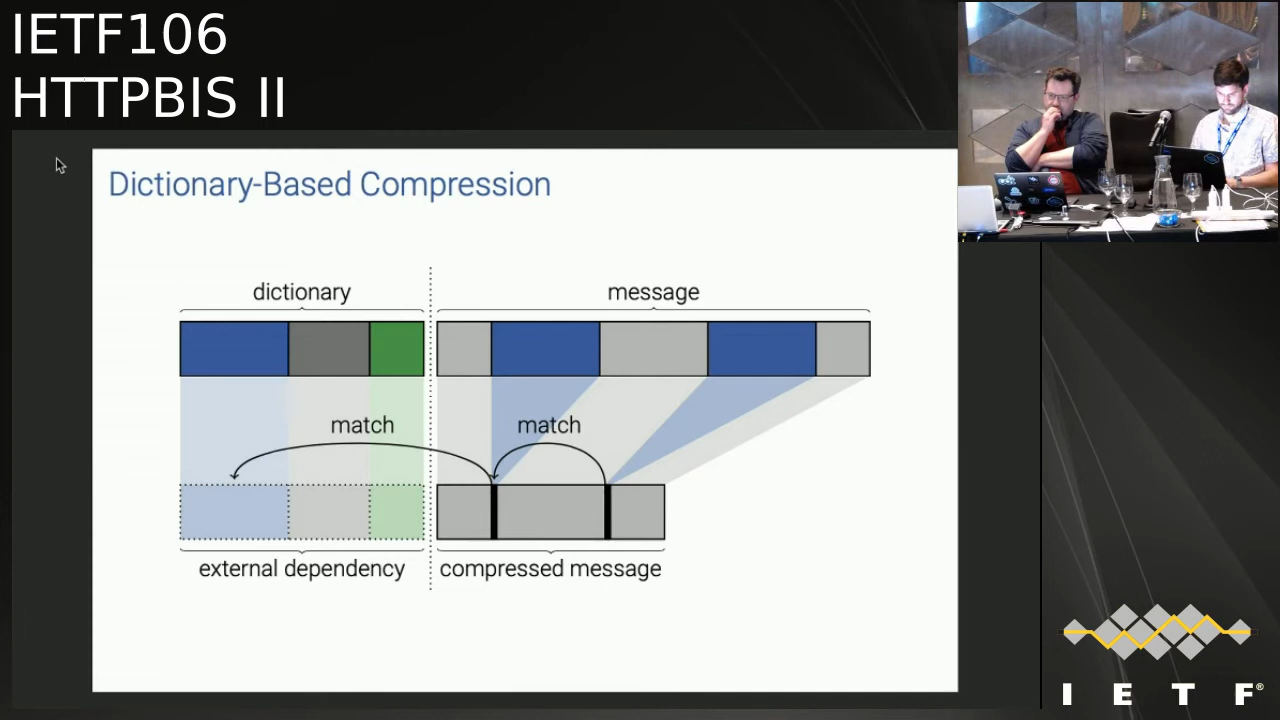 IETF106
HTTPBIS II
Dictionary-Based Compression
dictionary
message
match
match
external dependency
compressed message
I E T F®